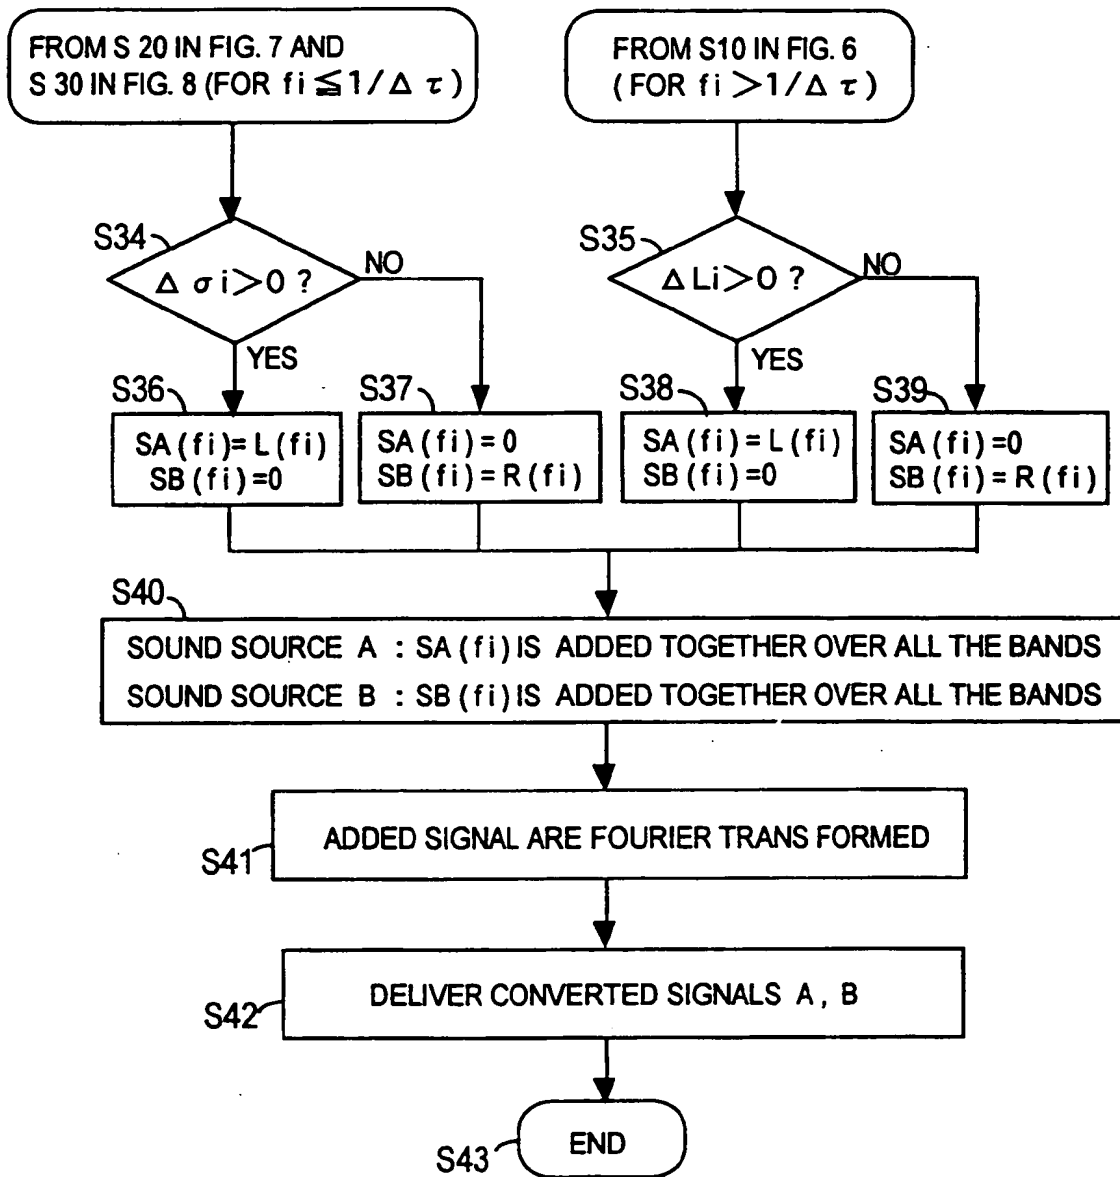 FROM S 20 IN FIG. 7 AND
S 30 IN FIG. 8 (FOR fi ≦ 1/Δ τ)
FROM S10 IN FIG. 6
(FOR fi > 1/Δ τ)
S34
Δ σi > 0 ?
NO
YES
S35
Δ Li > 0 ?
NO
YES
S36
SA (fi) = L (fi)
SB (fi) = 0
S37
SA (fi) = 0
SB (fi) = R (fi)
S38
SA (fi) = L (fi)
SB (fi) = 0
S39
SA (fi) = 0
SB (fi) = R (fi)
S40
SOUND SOURCE A : SA (fi) IS ADDED TOGETHER OVER ALL THE BANDS
SOUND SOURCE B : SB (fi) IS ADDED TOGETHER OVER ALL THE BANDS
S41
ADDED SIGNAL ARE FOURIER TRANS FORMED
S42
DELIVER CONVERTED SIGNALS A , B
S43
END